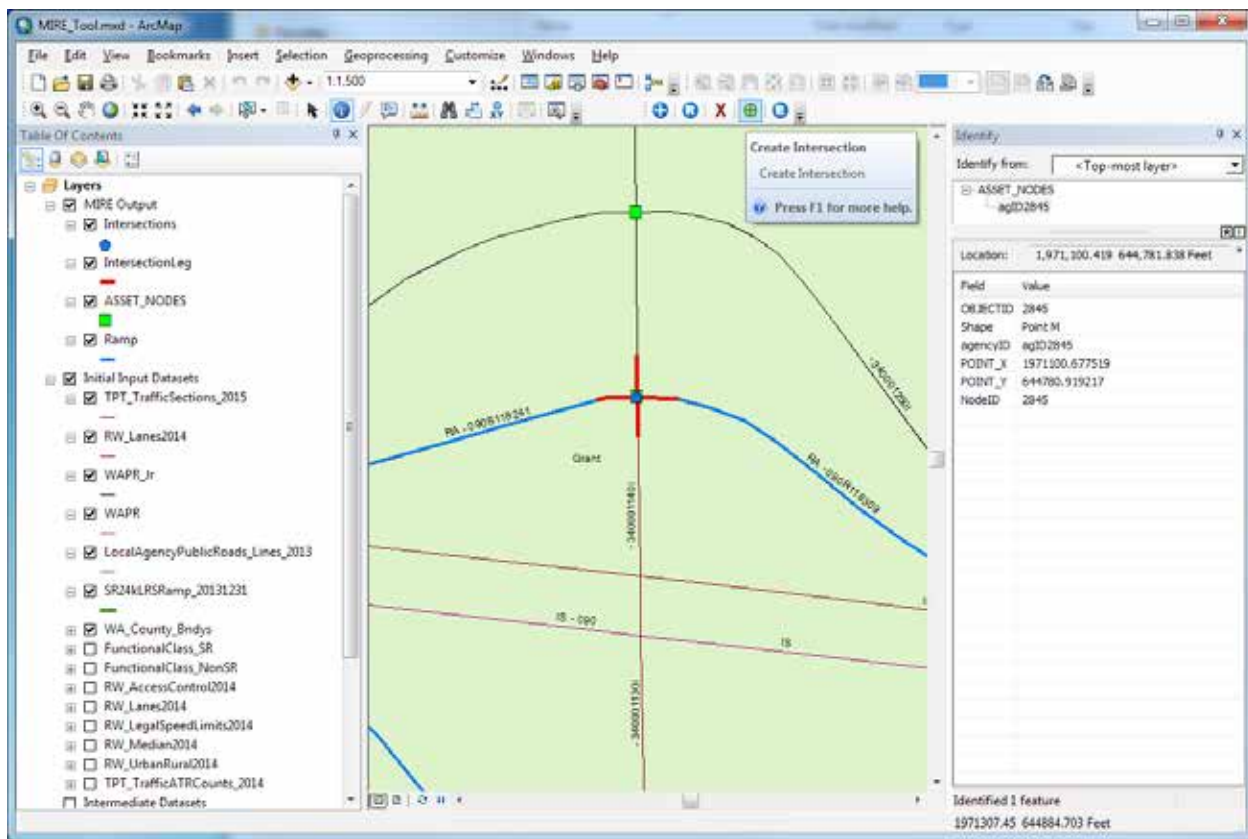 MIRE_Tool.mxd - ArcMap
File Edit View Bookmarks Insert Selection Geoprocessing Customize Windows Help
1:1,500
Table Of Contents
Layers
MIRE Output
Intersections
IntersectionLeg
ASSET_NODES
Ramp
Initial Input Datasets
TPT_TrafficSections_2015
RW_Lanes2014
WAPR_Jr
WAPR
LocalAgencyPublicRoads_Lines_2013
SR24kLRSRamp_20131231
WA_County_Bndys
FunctionalClass_SR
FunctionalClass_NonSR
RW_AccessControl2014
RW_Lanes2014
RW_LegalSpeedLimits2014
RW_Median2014
RW_UrbanRural2014
TPT_TrafficATRCounts_2014
Intermediate Datasets
Create Intersection
Create Intersection
Press F1 for more help.
Grant
IS - 090
IS
Identify
Identify from: <Top-most layer>
ASSET_NODES
agID2845
Location: 1,971,100.419 644,781.838 Feet
Field Value
OBJECTID 2845
Shape Point M
agencyID agID2845
POINT_X 1971100.677519
POINT_Y 644780.919217
NodeID 2845
Identified 1 feature
1971307.45 644884.703 Feet